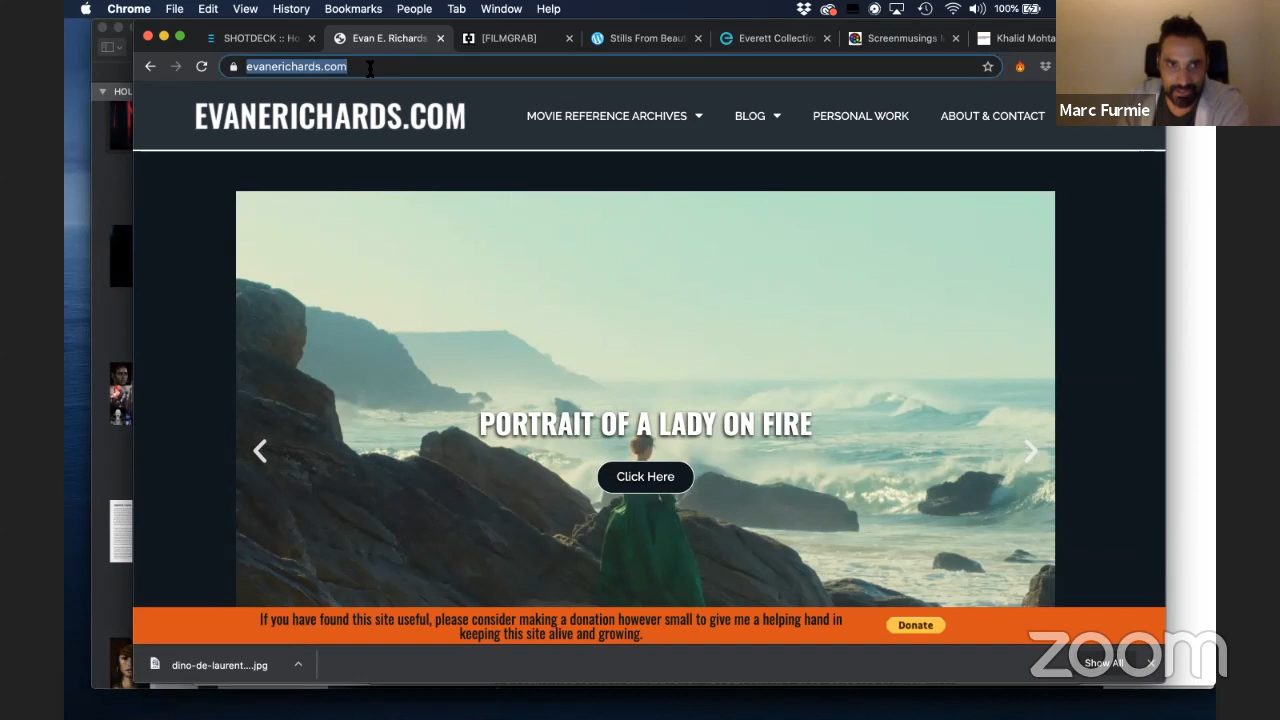 Chrome File Edit View History Bookmarks People Tab Window Help 100%
SHOTDECK :: Ho
Evan E. Richards
[FILMGRAB]
Stills From Beaut
Everett Collectio
Screenmusings M
Khalid Mohta
evanerichards.com
HOL
Marc Furmie
EVANERICHARDS.COM
MOVIE REFERENCE ARCHIVES BLOG PERSONAL WORK ABOUT & CONTACT
PORTRAIT OF A LADY ON FIRE
Click Here
If you have found this site useful, please consider making a donation however small to give me a helping hand in
keeping this site alive and growing.
Donate
zoom
dino-de-laurent....jpg
Show All